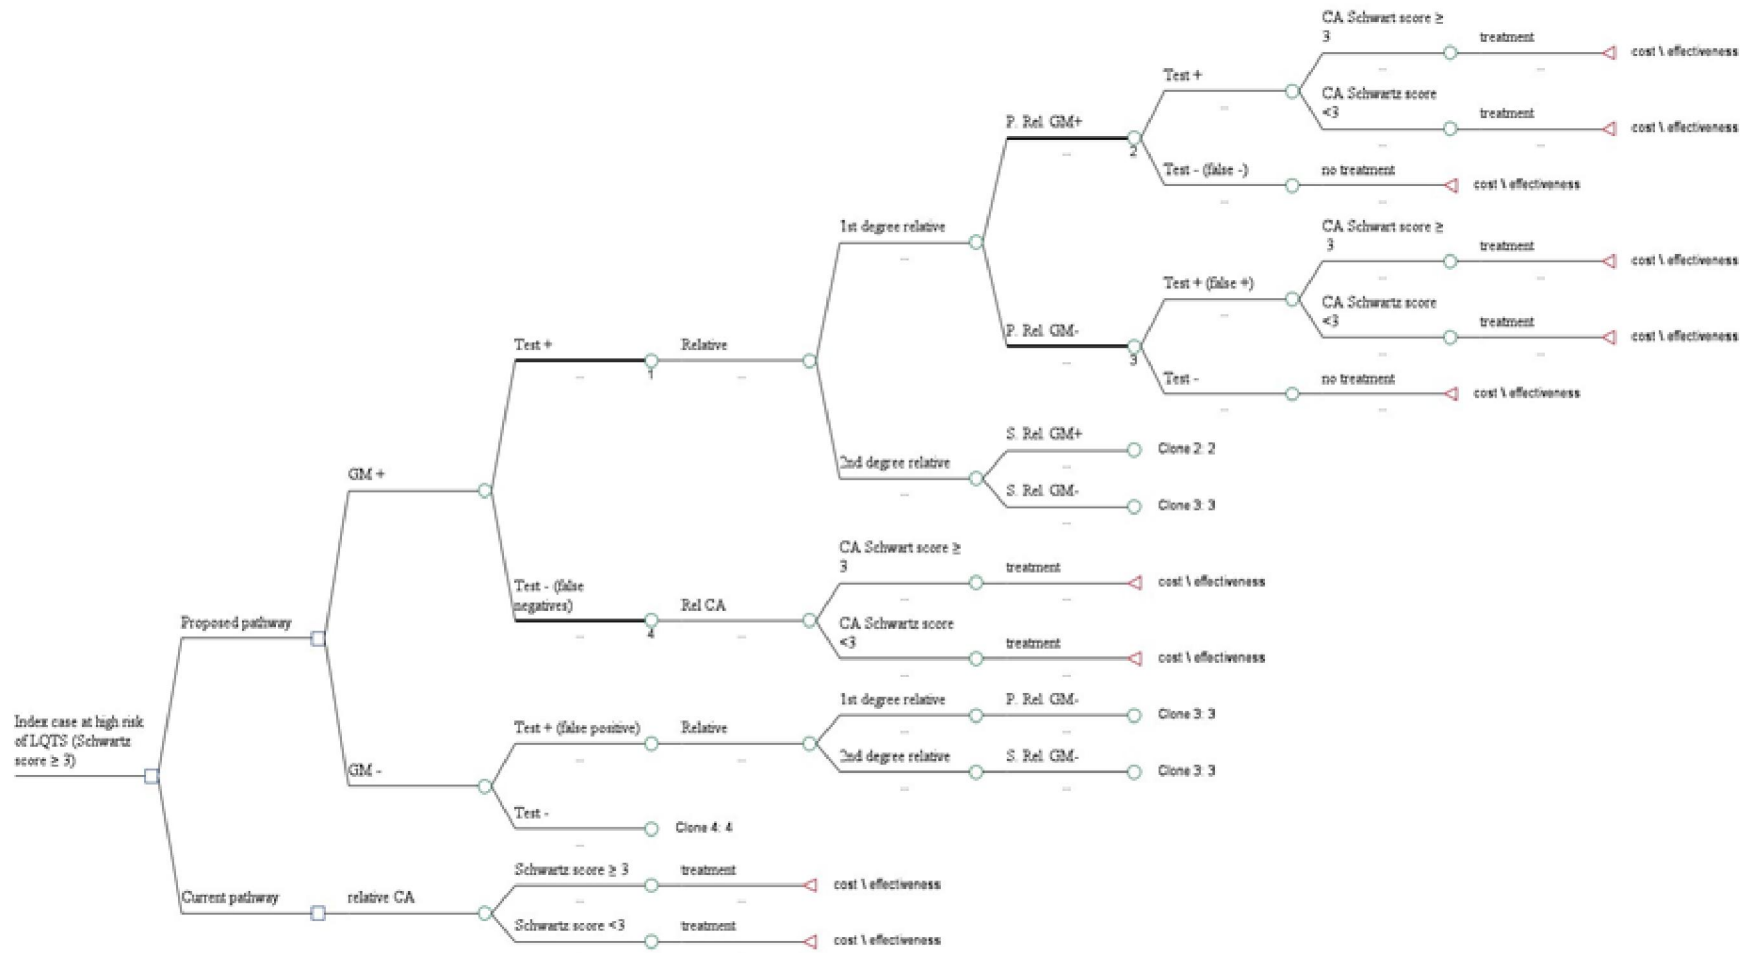 CA Schwart score ≥
3
treatment
cost \ effectiveness
...
...
Test +
...
CA Schwartz score
<3
treatment
cost \ effectiveness
...
...
P. Rel. GM+
...
2
Test - (false -)
no treatment
cost \ effectiveness
...
...
1st degree relative
...
CA Schwart score ≥
3
treatment
cost \ effectiveness
...
...
Test + (false +)
...
CA Schwartz score
<3
treatment
cost \ effectiveness
...
...
P. Rel. GM-
...
3
Test -
no treatment
cost \ effectiveness
...
...
Test +
...
1
Relative
...
2nd degree relative
...
S. Rel. GM+
...
Clone 2: 2
S. Rel. GM-
...
Clone 3: 3
GM +
Test - (false
negatives)
...
4
Rel CA
...
CA Schwart score ≥
3
treatment
cost \ effectiveness
...
...
CA Schwartz score
<3
treatment
cost \ effectiveness
...
...
Proposed pathway
Index case at high risk
of LQTS (Schwartz
score ≥ 3)
GM -
Test + (false positive)
...
Relative
...
1st degree relative
...
P. Rel. GM-
...
Clone 3: 3
2nd degree relative
...
S. Rel. GM-
...
Clone 3: 3
Test -
...
Clone 4: 4
Current pathway
relative CA
Schwartz score ≥ 3
...
treatment
...
cost \ effectiveness
Schwartz score <3
treatment
cost \ effectiveness